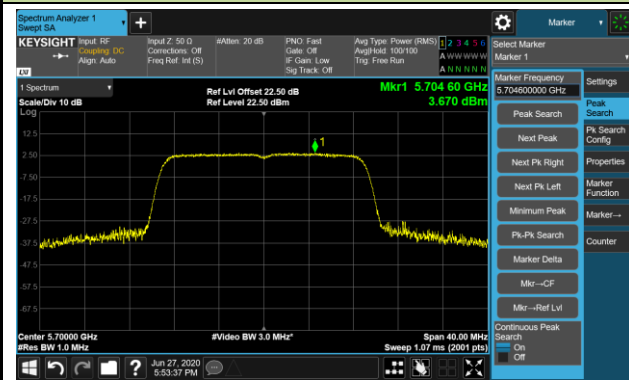 Spectrum Analyzer 1
Swept SA
Marker
KEYSIGHT
Input: RF
Coupling: DC
Align: Auto
Input Z: 50 Ω
Corrections: Off
Freq Ref: Int (S)
#Atten: 20 dB
PNO: Fast
Gate: Off
IF Gain: Low
Sig Track: Off
Avg Type: Power (RMS)
Avg|Hold: 100/100
Trig: Free Run
1 2 3 4 5 6
A W W W W W
A N N N N N
LXI
Select Marker
Marker 1
1 Spectrum
Scale/Div 10 dB
Log
Ref Lvl Offset 22.50 dB
Ref Level 22.50 dBm
Mkr1 5.704 60 GHz
3.670 dBm
1
12.5
2.50
-7.50
-17.5
-27.5
-37.5
-47.5
-57.5
-67.5
Center 5.70000 GHz
#Res BW 1.0 MHz
#Video BW 3.0 MHz*
Span 40.00 MHz
Sweep 1.07 ms (2001 pts)
Marker Frequency
5.704600000 GHz
Peak Search
Next Peak
Next Pk Right
Next Pk Left
Minimum Peak
Pk-Pk Search
Marker Delta
Mkr→CF
Mkr→Ref Lvl
Continuous Peak
Search
On
Off
Settings
Peak
Search
Pk Search
Config
Properties
Marker
Function
Marker→
Counter
?
Jun 27, 2020
5:53:37 PM